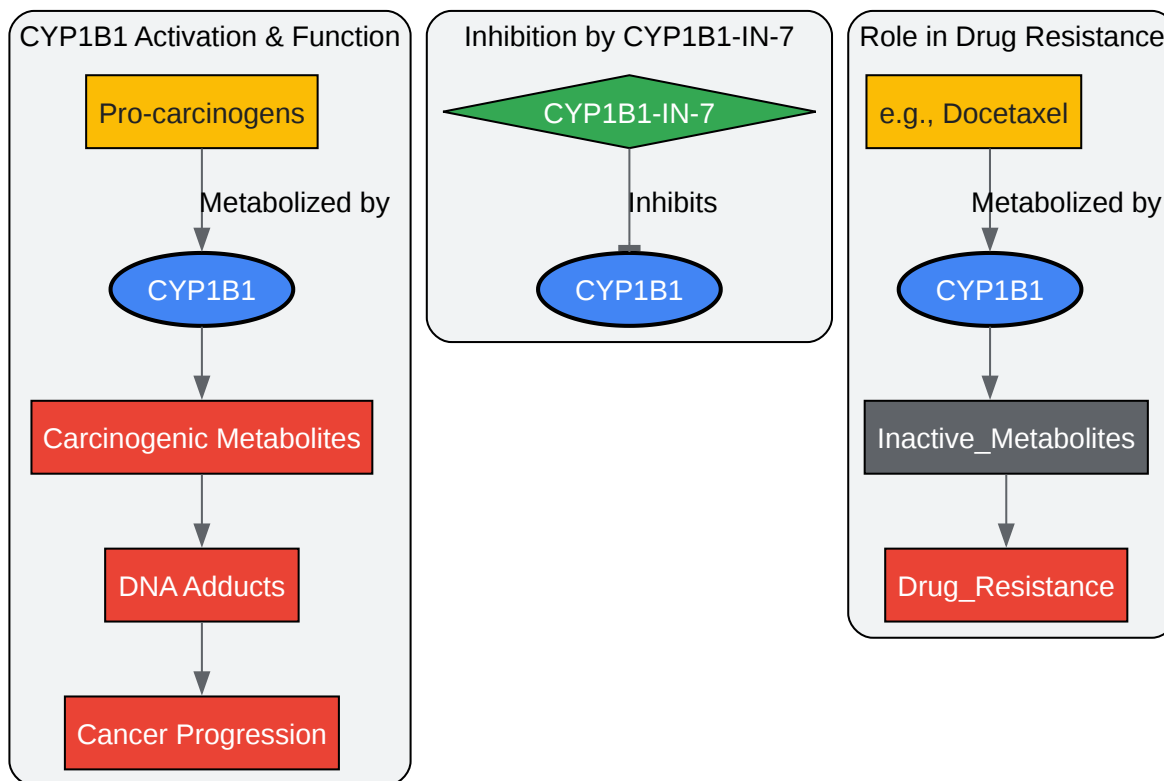 CYP1B1 Activation & Function
Pro-carcinogens
Metabolized by
CYP1B1
Carcinogenic Metabolites
DNA Adducts
Cancer Progression
Inhibition by CYP1B1-IN-7
CYP1B1-IN-7
Inhibits
CYP1B1
Role in Drug Resistance
e.g., Docetaxel
Metabolized by
CYP1B1
Inactive_Metabolites
Drug_Resistance